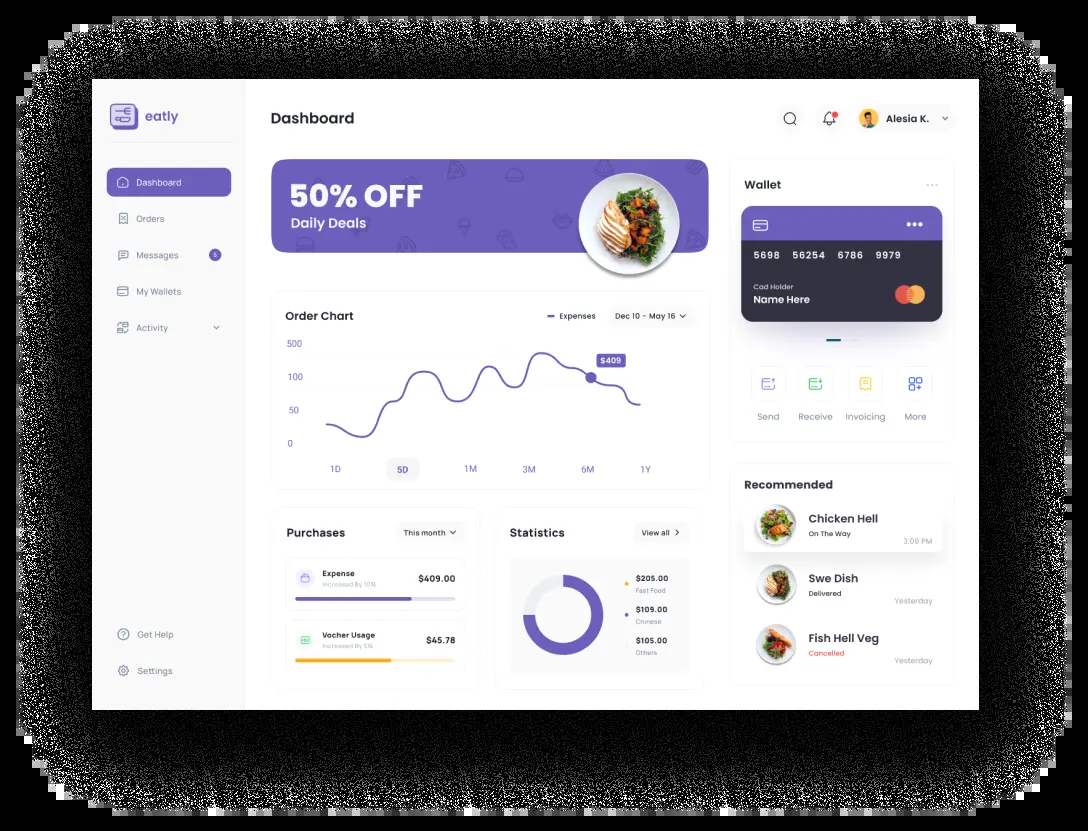 eatly
Dashboard
Orders
Messages
5
My Wallets
Activity
Get Help
Settings
Dashboard
Alesia K.
50% OFF
Daily Deals
Order Chart
Expenses
Dec 10 - May 16
500
100
50
0
$409
1D
5D
1M
3M
6M
1Y
Purchases
This month
Expense
Increased By 10%
$409.00
Vocher Usage
Increased By 5%
$45.78
Statistics
View all
$205.00
Fast Food
$109.00
Chinese
$105.00
Others
Wallet
5698 56254 6786 9979
Cad Holder
Name Here
Send
Receive
Invoicing
More
Recommended
Chicken Hell
On The Way
3:09 PM
Swe Dish
Delivered
Yesterday
Fish Hell Veg
Cancelled
Yesterday